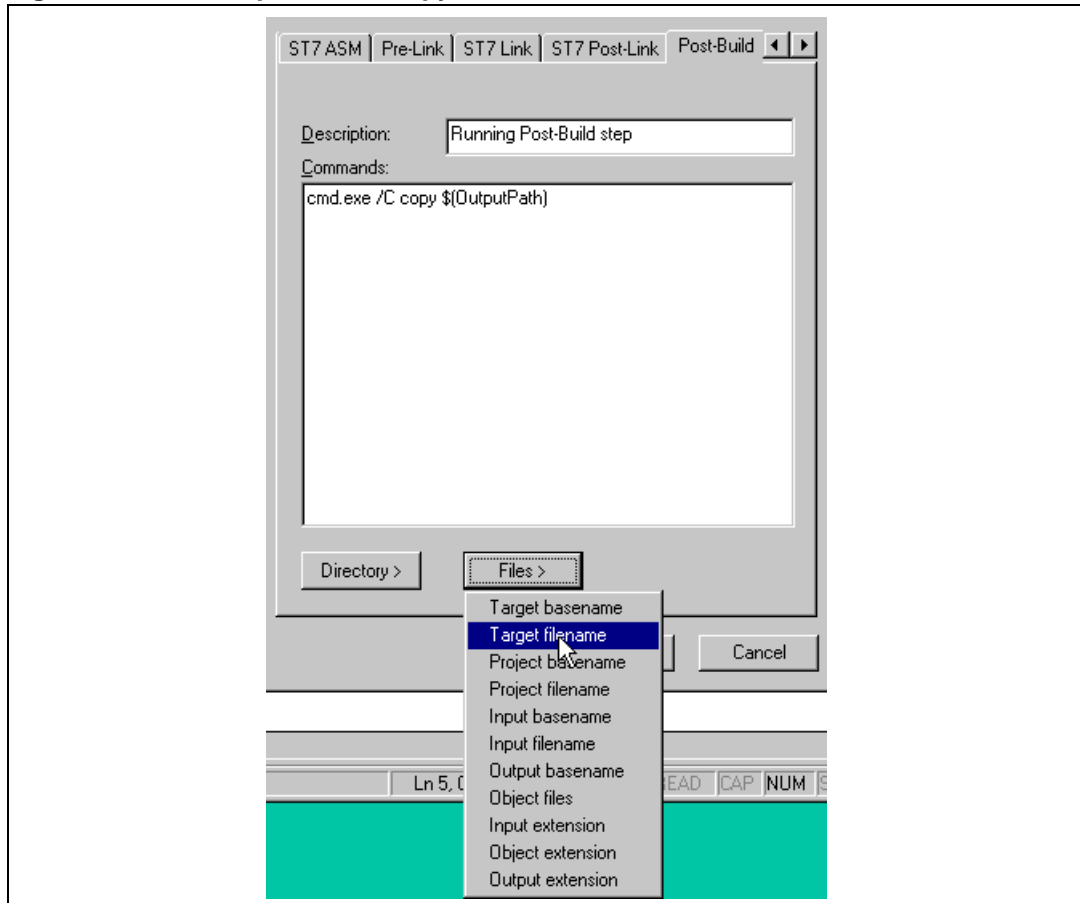 ST7 ASM Pre-Link ST7 Link ST7 Post-Link Post-Build
Description: Running Post-Build step
Commands:
cmd.exe /C copy $(OutputPath)
Directory > Files >
Target basename
Target filename
Project basename
Cancel
Project filename
Input basename
Input filename
Output basename
Ln 5, CAP NUM
Object files
Input extension
Object extension
Output extension